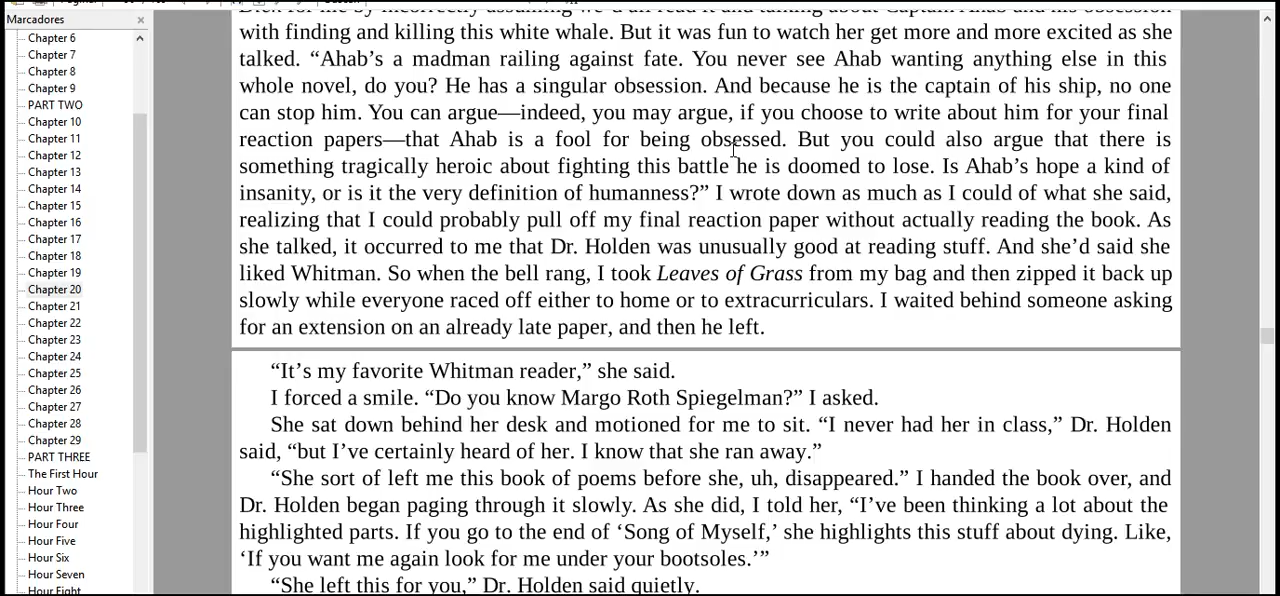 Marcadores
Chapter 6
Chapter 7
Chapter 8
Chapter 9
PART TWO
Chapter 10
Chapter 11
Chapter 12
Chapter 13
Chapter 14
Chapter 15
Chapter 16
Chapter 17
Chapter 18
Chapter 19
Chapter 20
Chapter 21
Chapter 22
Chapter 23
Chapter 24
Chapter 25
Chapter 26
Chapter 27
Chapter 28
Chapter 29
PART THREE
The First Hour
Hour Two
Hour Three
Hour Four
Hour Five
Hour Six
Hour Seven
Hour Eight
with finding and killing this white whale. But it was fun to watch her get more and more excited as she
talked. “Ahab’s a madman railing against fate. You never see Ahab wanting anything else in this
whole novel, do you? He has a singular obsession. And because he is the captain of his ship, no one
can stop him. You can argue—indeed, you may argue, if you choose to write about him for your final
reaction papers—that Ahab is a fool for being obsessed. But you could also argue that there is
something tragically heroic about fighting this battle he is doomed to lose. Is Ahab’s hope a kind of
insanity, or is it the very definition of humanness?” I wrote down as much as I could of what she said,
realizing that I could probably pull off my final reaction paper without actually reading the book. As
she talked, it occurred to me that Dr. Holden was unusually good at reading stuff. And she’d said she
liked Whitman. So when the bell rang, I took Leaves of Grass from my bag and then zipped it back up
slowly while everyone raced off either to home or to extracurriculars. I waited behind someone asking
for an extension on an already late paper, and then he left.
“It’s my favorite Whitman reader,” she said.
I forced a smile. “Do you know Margo Roth Spiegelman?” I asked.
She sat down behind her desk and motioned for me to sit. “I never had her in class,” Dr. Holden
said, “but I’ve certainly heard of her. I know that she ran away.”
“She sort of left me this book of poems before she, uh, disappeared.” I handed the book over, and
Dr. Holden began paging through it slowly. As she did, I told her, “I’ve been thinking a lot about the
highlighted parts. If you go to the end of ‘Song of Myself,’ she highlights this stuff about dying. Like,
‘If you want me again look for me under your bootsoles.’”
“She left this for you,” Dr. Holden said quietly.